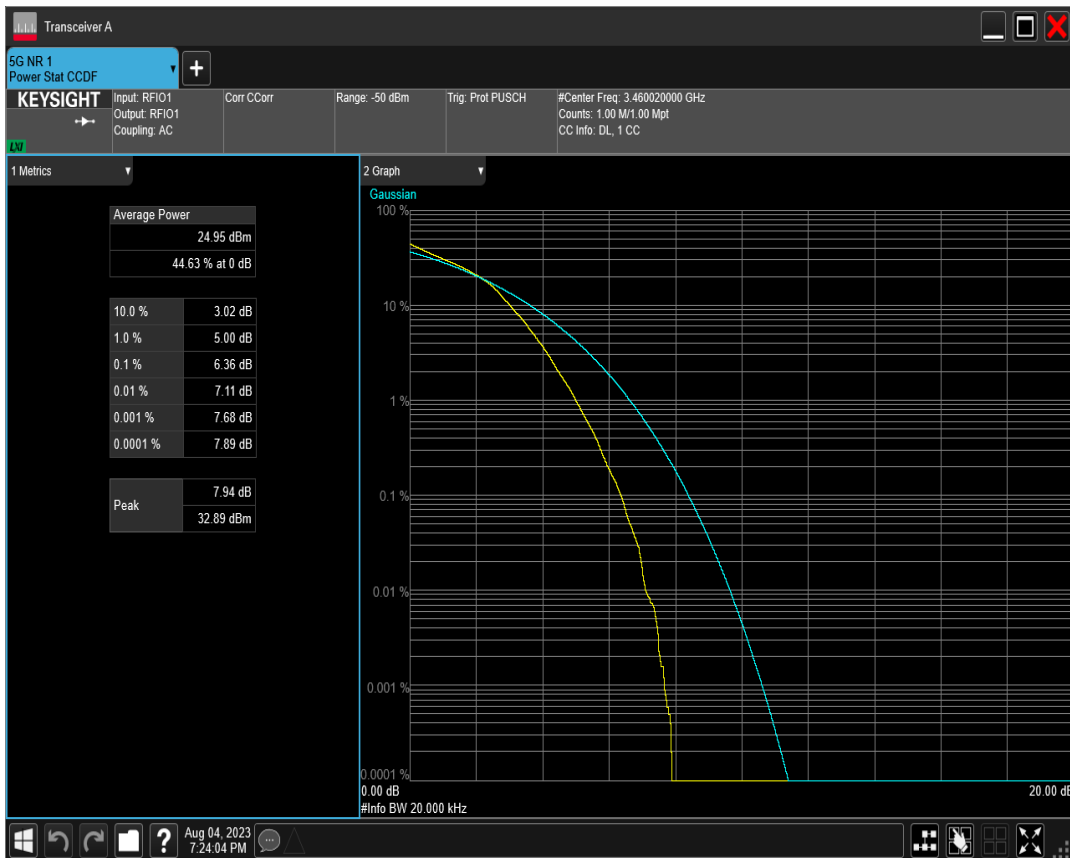 Transceiver A
5G NR 1
Power Stat CCDF
+
KEYSIGHT
LXI
Input: RFIO1
Output: RFIO1
Coupling: AC
Corr CCorr
Range: -50 dBm
Trig: Prot PUSCH
#Center Freq: 3.460020000 GHz
Counts: 1.00 M/1.00 Mpt
CC Info: DL, 1 CC
1 Metrics
Average Power
24.95 dBm
44.63 % at 0 dB
10.0 % 3.02 dB
1.0 % 5.00 dB
0.1 % 6.36 dB
0.01 % 7.11 dB
0.001 % 7.68 dB
0.0001 % 7.89 dB
Peak
7.94 dB
32.89 dBm
2 Graph
Gaussian
100 %
10 %
1 %
0.1 %
0.01 %
0.001 %
0.0001 %
0.00 dB
20.00 dB
#Info BW 20.000 kHz
?
Aug 04, 2023
7:24:04 PM